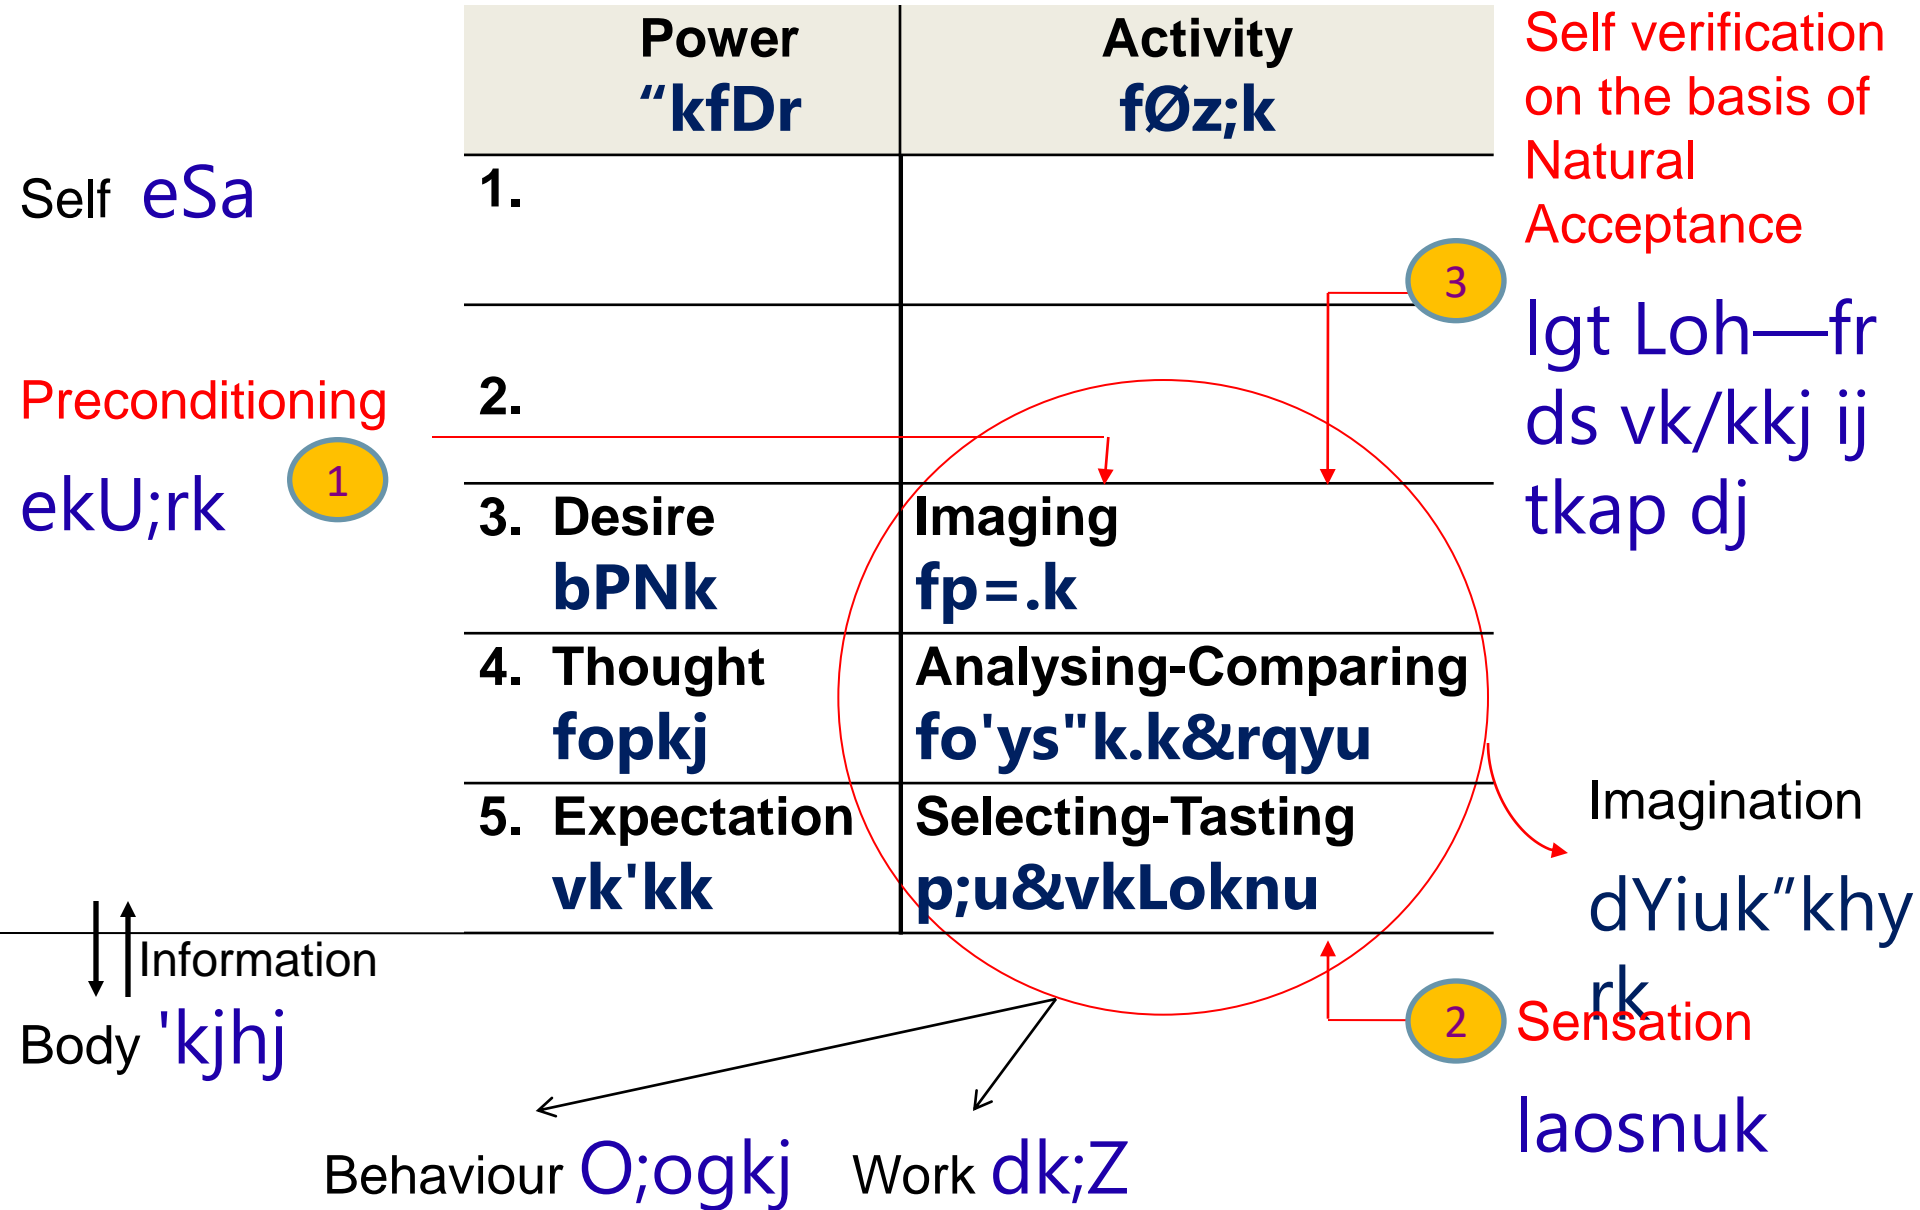 Power
Activity
“kfDr
fØz;k
Self verification
on the basis of
Natural
Acceptance
lgt Loh—fr
ds vk/kkj ij
tkap dj
Self eSa
1.
3
Preconditioning
ekU;rk
1
2.
3. Desire
bPNk
Imaging
fp=.k
4. Thought
fopkj
Analysing-Comparing
fo'ys"k.k&rqyu
5. Expectation
vk'kk
Selecting-Tasting
p;u&vkLoknu
Imagination
dYiuk”khy
rk
Information
Body 'kjhj
2
Sensation
laosnuk
Behaviour O;ogkj
Work dk;Z